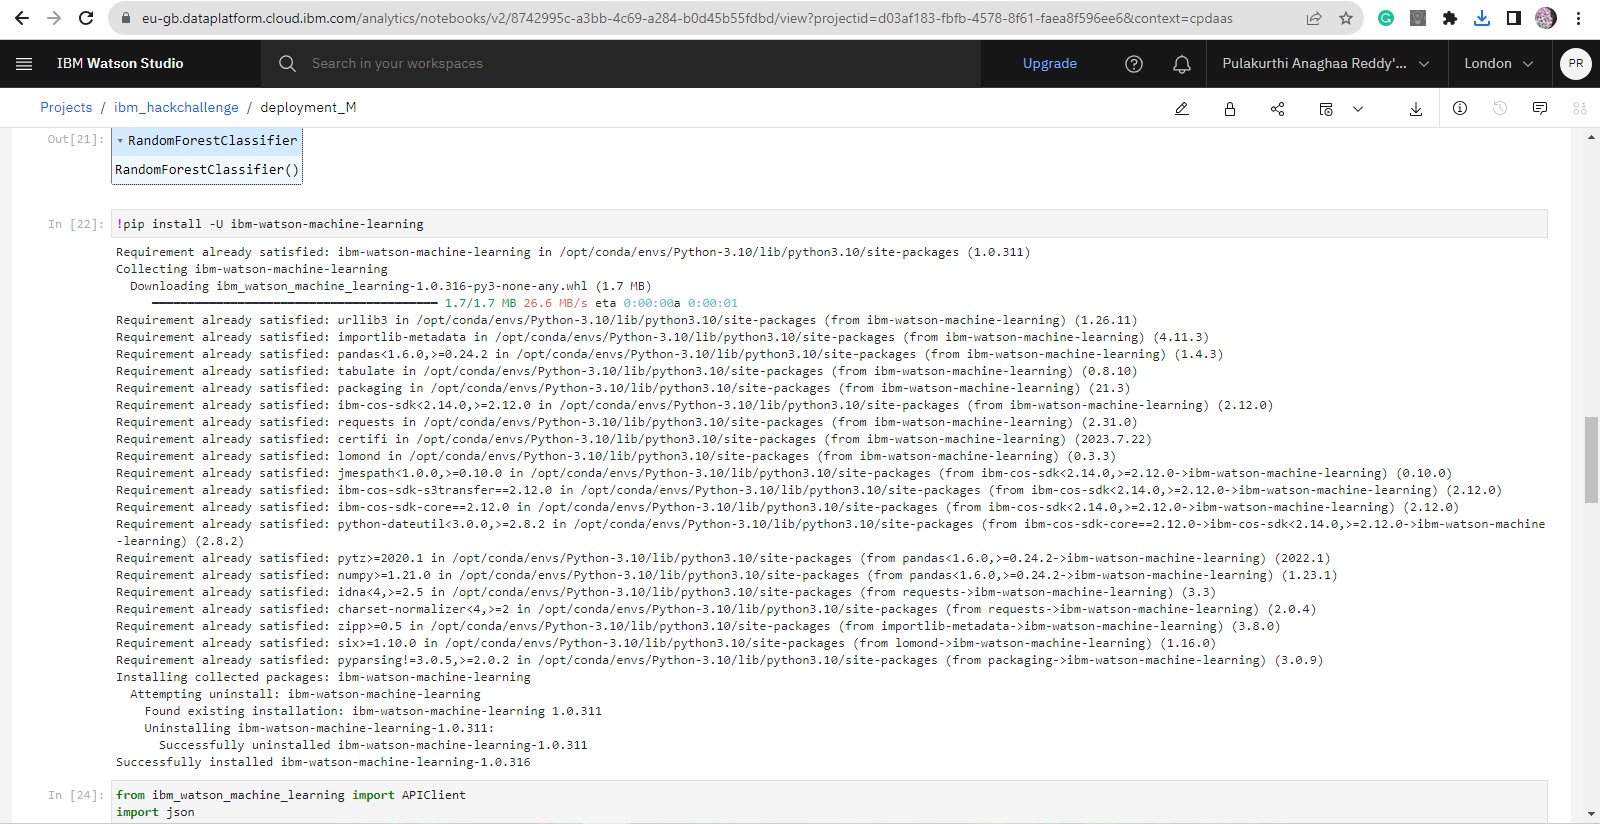 eu-gb.dataplatform.cloud.ibm.com/analytics/notebooks/v2/8742995c-a3bb-4c69-a284-b0d45b55fdbd/view?projectid=d03af183-fbfb-4578-8f61-faea8f596ee6&context=cpdaas
IBM Watson Studio
Search in your workspaces
Upgrade
Pulakurthi Anaghaa Reddy'...
London
PR
Projects / ibm_hackchallenge / deployment_M
Out[21]:
RandomForestClassifier
RandomForestClassifier()
In [22]: !pip install -U ibm-watson-machine-learning
Requirement already satisfied: ibm-watson-machine-learning in /opt/conda/envs/Python-3.10/lib/python3.10/site-packages (1.0.311)
Collecting ibm-watson-machine-learning
Downloading ibm_watson_machine_learning-1.0.316-py3-none-any.whl (1.7 MB)
1.7/1.7 MB 26.6 MB/s eta 0:00:00a 0:00:01
Requirement already satisfied: urllib3 in /opt/conda/envs/Python-3.10/lib/python3.10/site-packages (from ibm-watson-machine-learning) (1.26.11)
Requirement already satisfied: importlib-metadata in /opt/conda/envs/Python-3.10/lib/python3.10/site-packages (from ibm-watson-machine-learning) (4.11.3)
Requirement already satisfied: pandas<1.6.0,>=0.24.2 in /opt/conda/envs/Python-3.10/lib/python3.10/site-packages (from ibm-watson-machine-learning) (1.4.3)
Requirement already satisfied: tabulate in /opt/conda/envs/Python-3.10/lib/python3.10/site-packages (from ibm-watson-machine-learning) (0.8.10)
Requirement already satisfied: packaging in /opt/conda/envs/Python-3.10/lib/python3.10/site-packages (from ibm-watson-machine-learning) (21.3)
Requirement already satisfied: ibm-cos-sdk<2.14.0,>=2.12.0 in /opt/conda/envs/Python-3.10/lib/python3.10/site-packages (from ibm-watson-machine-learning) (2.12.0)
Requirement already satisfied: requests in /opt/conda/envs/Python-3.10/lib/python3.10/site-packages (from ibm-watson-machine-learning) (2.31.0)
Requirement already satisfied: certifi in /opt/conda/envs/Python-3.10/lib/python3.10/site-packages (from ibm-watson-machine-learning) (2023.7.22)
Requirement already satisfied: lomond in /opt/conda/envs/Python-3.10/lib/python3.10/site-packages (from ibm-watson-machine-learning) (0.3.3)
Requirement already satisfied: jmespath<1.0.0,>=0.10.0 in /opt/conda/envs/Python-3.10/lib/python3.10/site-packages (from ibm-cos-sdk<2.14.0,>=2.12.0->ibm-watson-machine-learning) (0.10.0)
Requirement already satisfied: ibm-cos-sdk-s3transfer==2.12.0 in /opt/conda/envs/Python-3.10/lib/python3.10/site-packages (from ibm-cos-sdk<2.14.0,>=2.12.0->ibm-watson-machine-learning) (2.12.0)
Requirement already satisfied: ibm-cos-sdk-core==2.12.0 in /opt/conda/envs/Python-3.10/lib/python3.10/site-packages (from ibm-cos-sdk<2.14.0,>=2.12.0->ibm-watson-machine-learning) (2.12.0)
Requirement already satisfied: python-dateutil<3.0.0,>=2.8.2 in /opt/conda/envs/Python-3.10/lib/python3.10/site-packages (from ibm-cos-sdk-core==2.12.0->ibm-cos-sdk<2.14.0,>=2.12.0->ibm-watson-machine
-learning) (2.8.2)
Requirement already satisfied: pytz>=2020.1 in /opt/conda/envs/Python-3.10/lib/python3.10/site-packages (from pandas<1.6.0,>=0.24.2->ibm-watson-machine-learning) (2022.1)
Requirement already satisfied: numpy>=1.21.0 in /opt/conda/envs/Python-3.10/lib/python3.10/site-packages (from pandas<1.6.0,>=0.24.2->ibm-watson-machine-learning) (1.23.1)
Requirement already satisfied: idna<4,>=2.5 in /opt/conda/envs/Python-3.10/lib/python3.10/site-packages (from requests->ibm-watson-machine-learning) (3.3)
Requirement already satisfied: charset-normalizer<4,>=2 in /opt/conda/envs/Python-3.10/lib/python3.10/site-packages (from requests->ibm-watson-machine-learning) (2.0.4)
Requirement already satisfied: zipp>=0.5 in /opt/conda/envs/Python-3.10/lib/python3.10/site-packages (from importlib-metadata->ibm-watson-machine-learning) (3.8.0)
Requirement already satisfied: six>=1.10.0 in /opt/conda/envs/Python-3.10/lib/python3.10/site-packages (from lomond->ibm-watson-machine-learning) (1.16.0)
Requirement already satisfied: pyparsing!=3.0.5,>=2.0.2 in /opt/conda/envs/Python-3.10/lib/python3.10/site-packages (from packaging->ibm-watson-machine-learning) (3.0.9)
Installing collected packages: ibm-watson-machine-learning
Attempting uninstall: ibm-watson-machine-learning
Found existing installation: ibm-watson-machine-learning 1.0.311
Uninstalling ibm-watson-machine-learning-1.0.311:
Successfully uninstalled ibm-watson-machine-learning-1.0.311
Successfully installed ibm-watson-machine-learning-1.0.316
In [24]: from ibm_watson_machine_learning import APIClient
import json